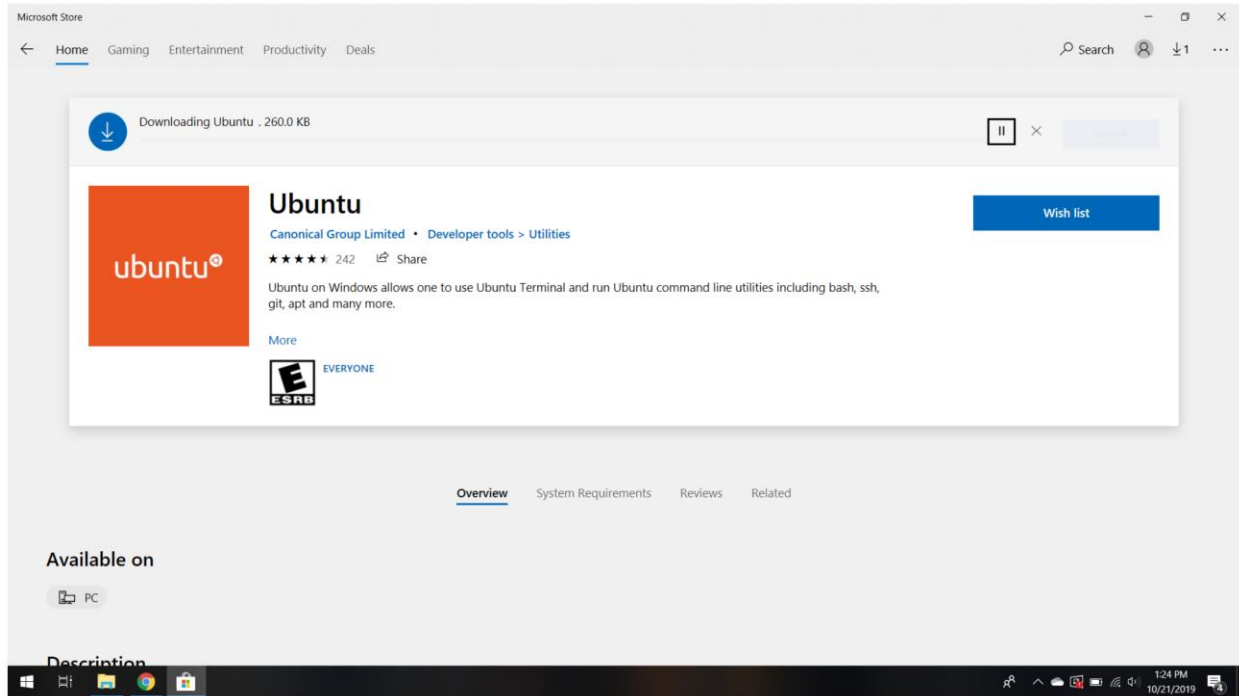 Microsoft Store
Home Gaming Entertainment Productivity Deals Search 1
Downloading Ubuntu . 260.0 KB
ubuntu
Ubuntu
Wish list
Canonical Group Limited • Developer tools > Utilities
242 Share
Ubuntu on Windows allows one to use Ubuntu Terminal and run Ubuntu command line utilities including bash, ssh,
git, apt and many more.
More
E
ESRB
EVERYONE
Overview System Requirements Reviews Related
Available on
PC
Description
1:24 PM
10/21/2019
4